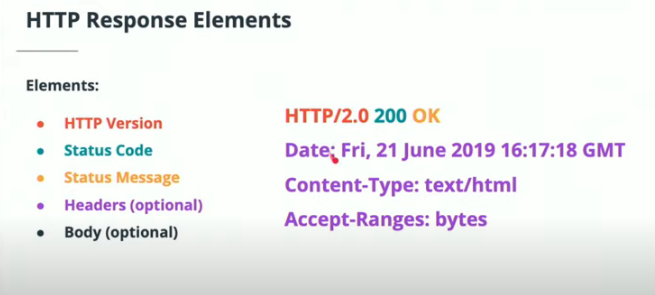 HTTP Response Elements
Elements:
• HTTP Version
• Status Code
• Status Message
• Headers (optional)
• Body (optional)
HTTP/2.0 200 OK
Date: Fri, 21 June 2019 16:17:18 GMT
Content-Type: text/html
Accept-Ranges: bytes